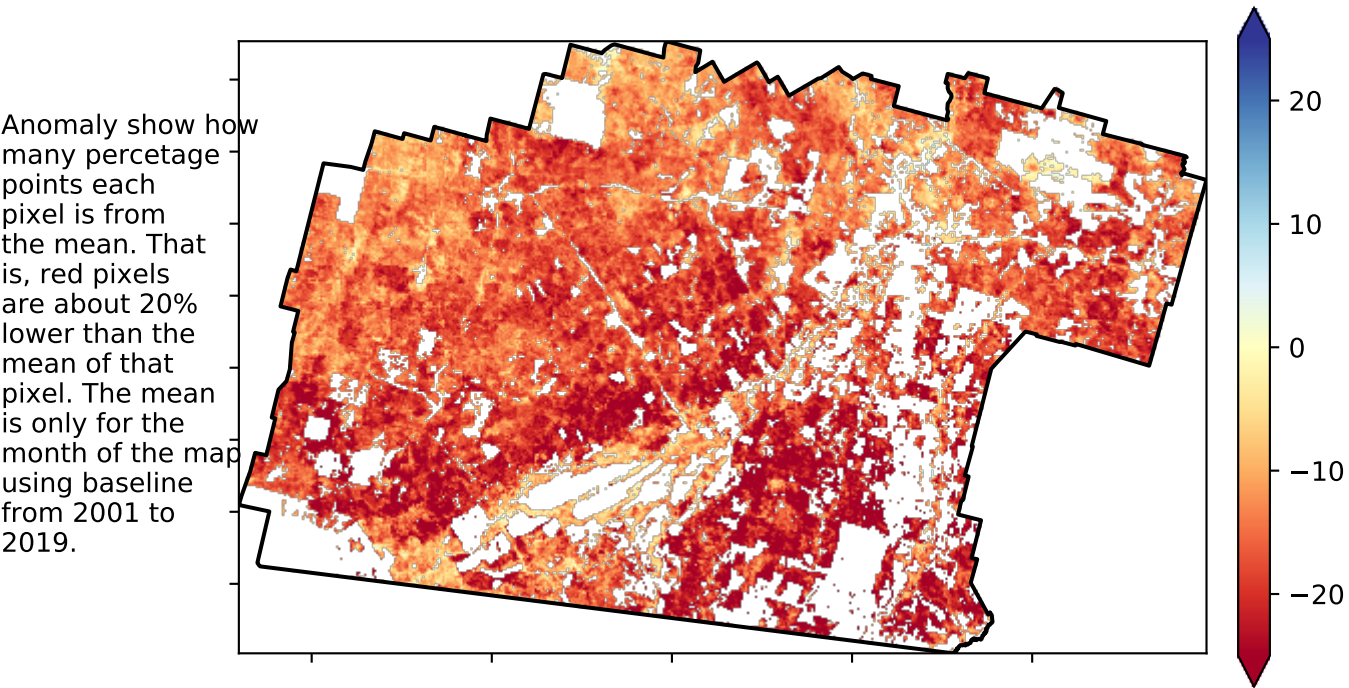 Anomaly show how
many percetage
points each
pixel is from
the mean. That
is, red pixels
are about 20%
lower than the
mean of that
pixel. The mean
is only for the
month of the map
using baseline
from 2001 to
2019.
20
10
0
−10
−20